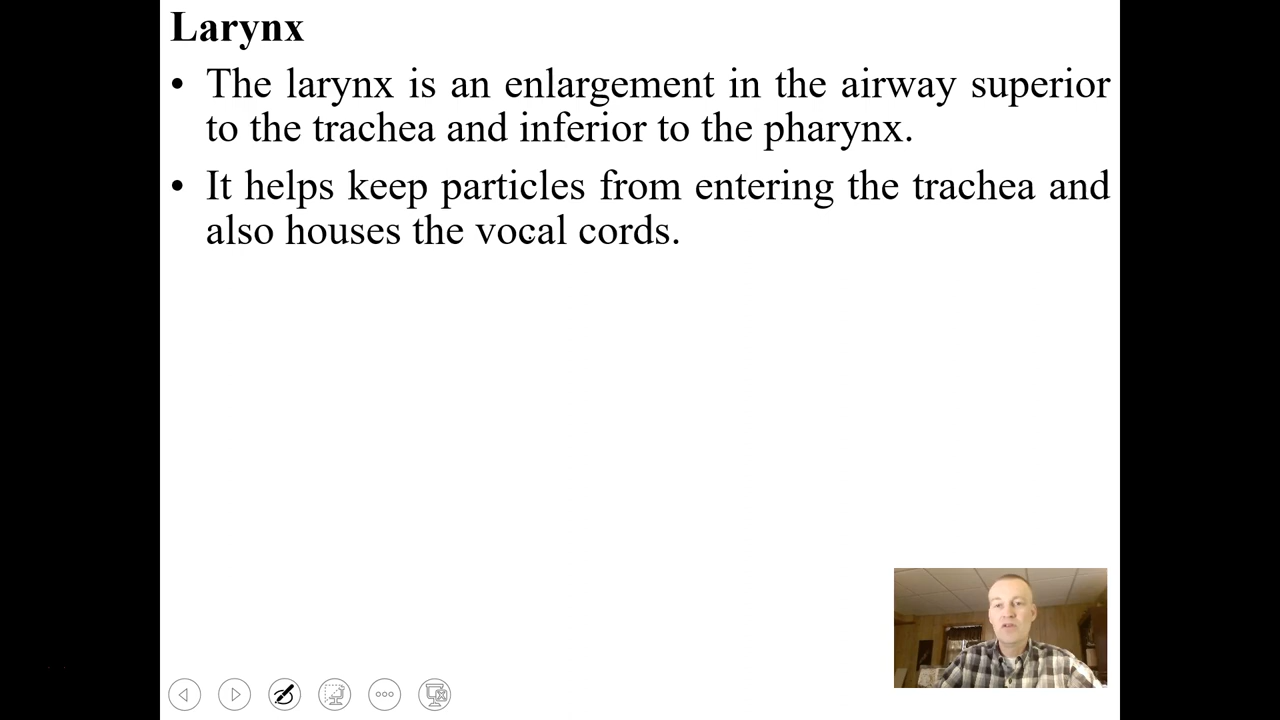 Larynx
• The larynx is an enlargement in the airway superior
to the trachea and inferior to the pharynx.
• It helps keep particles from entering the trachea and
also houses the vocal cords.